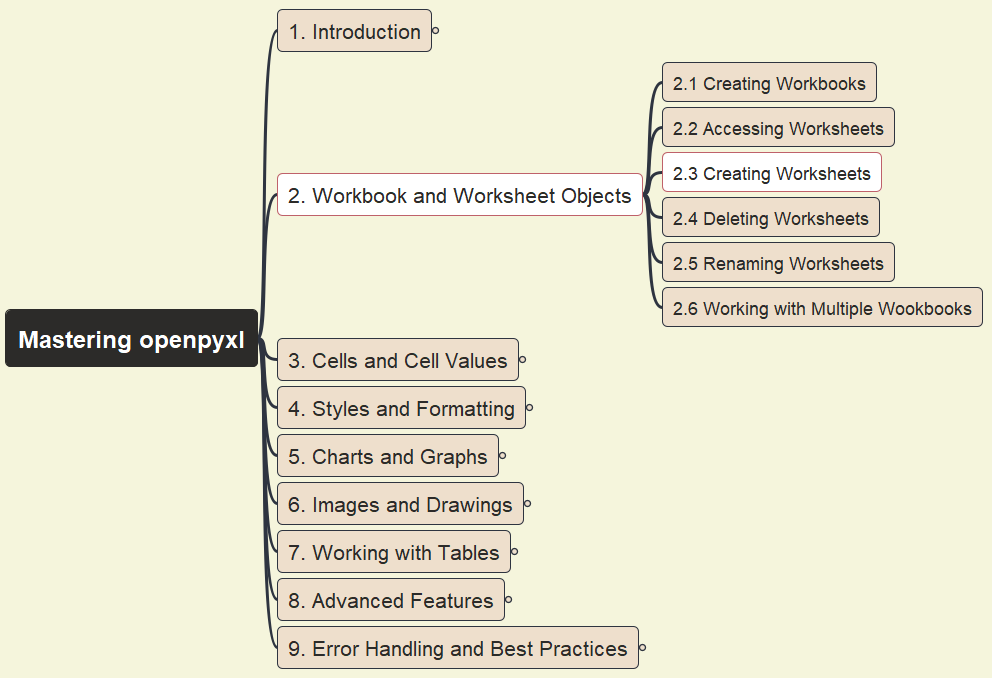 Mastering openpyxl
1. Introduction
2. Workbook and Worksheet Objects
2.1 Creating Workbooks
2.2 Accessing Worksheets
2.3 Creating Worksheets
2.4 Deleting Worksheets
2.5 Renaming Worksheets
2.6 Working with Multiple Wookbooks
3. Cells and Cell Values
4. Styles and Formatting
5. Charts and Graphs
6. Images and Drawings
7. Working with Tables
8. Advanced Features
9. Error Handling and Best Practices